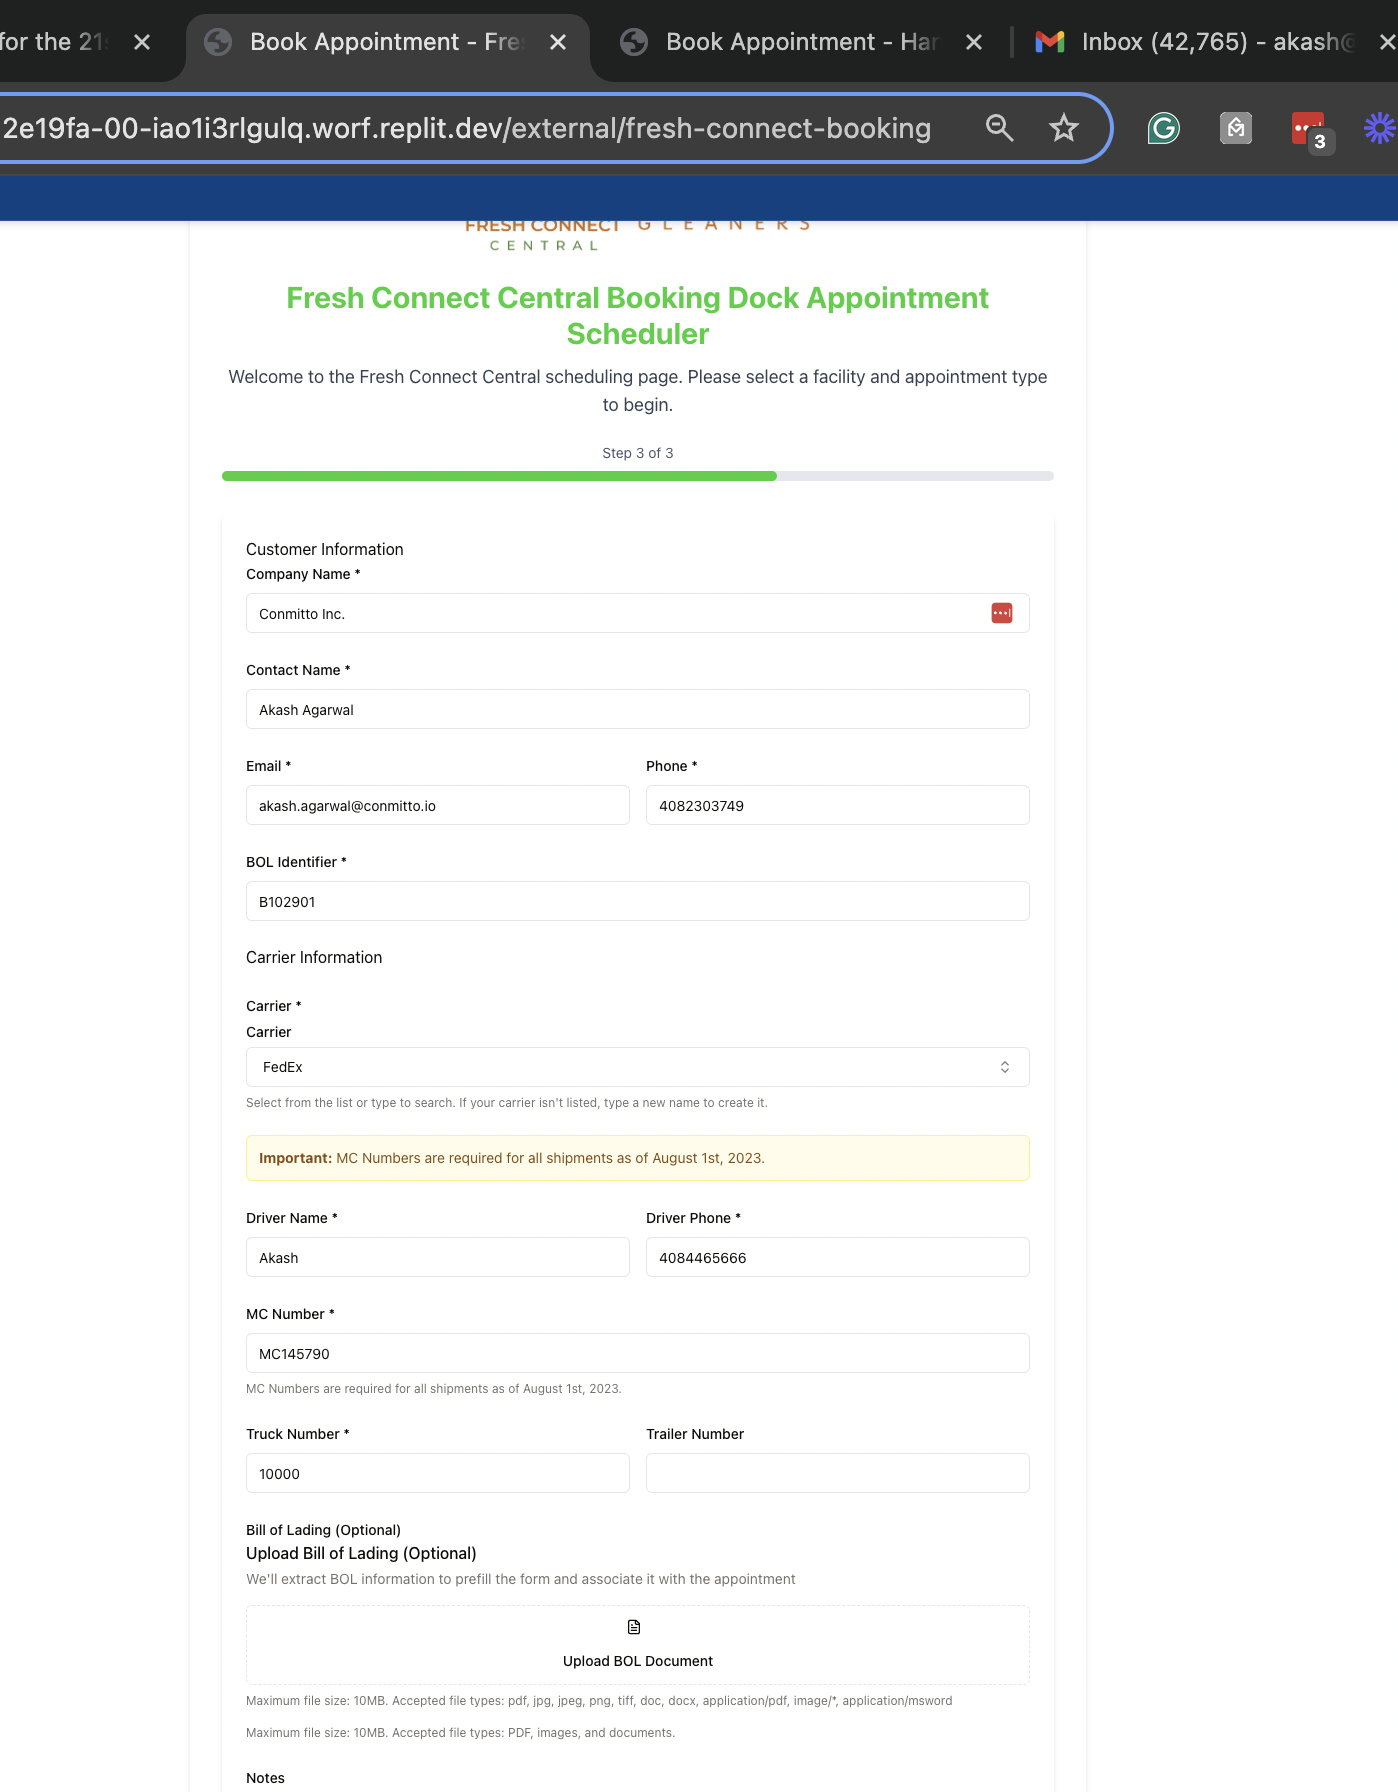 for the 21
Book Appointment - Fre
Book Appointment - Har
Inbox (42,765) - akash@
2e19fa-00-iao1i3rlgulq.worf.replit.dev/external/fresh-connect-booking
3
FRESH CONNECT GLEANERS
CENTRAL
Fresh Connect Central Booking Dock Appointment
Scheduler
Welcome to the Fresh Connect Central scheduling page. Please select a facility and appointment type
to begin.
Step 3 of 3
Customer Information
Company Name *
Conmitto Inc.
Contact Name *
Akash Agarwal
Email * Phone *
akash.agarwal@conmitto.io 4082303749
BOL Identifier *
B102901
Carrier Information
Carrier *
Carrier
FedEx
Select from the list or type to search. If your carrier isn't listed, type a new name to create it.
Important: MC Numbers are required for all shipments as of August 1st, 2023.
Driver Name * Driver Phone *
Akash 4084465666
MC Number *
MC145790
MC Numbers are required for all shipments as of August 1st, 2023.
Truck Number * Trailer Number
10000
Bill of Lading (Optional)
Upload Bill of Lading (Optional)
We'll extract BOL information to prefill the form and associate it with the appointment
Upload BOL Document
Maximum file size: 10MB. Accepted file types: pdf, jpg, jpeg, png, tiff, doc, docx, application/pdf, image/*, application/msword
Maximum file size: 10MB. Accepted file types: PDF, images, and documents.
Notes